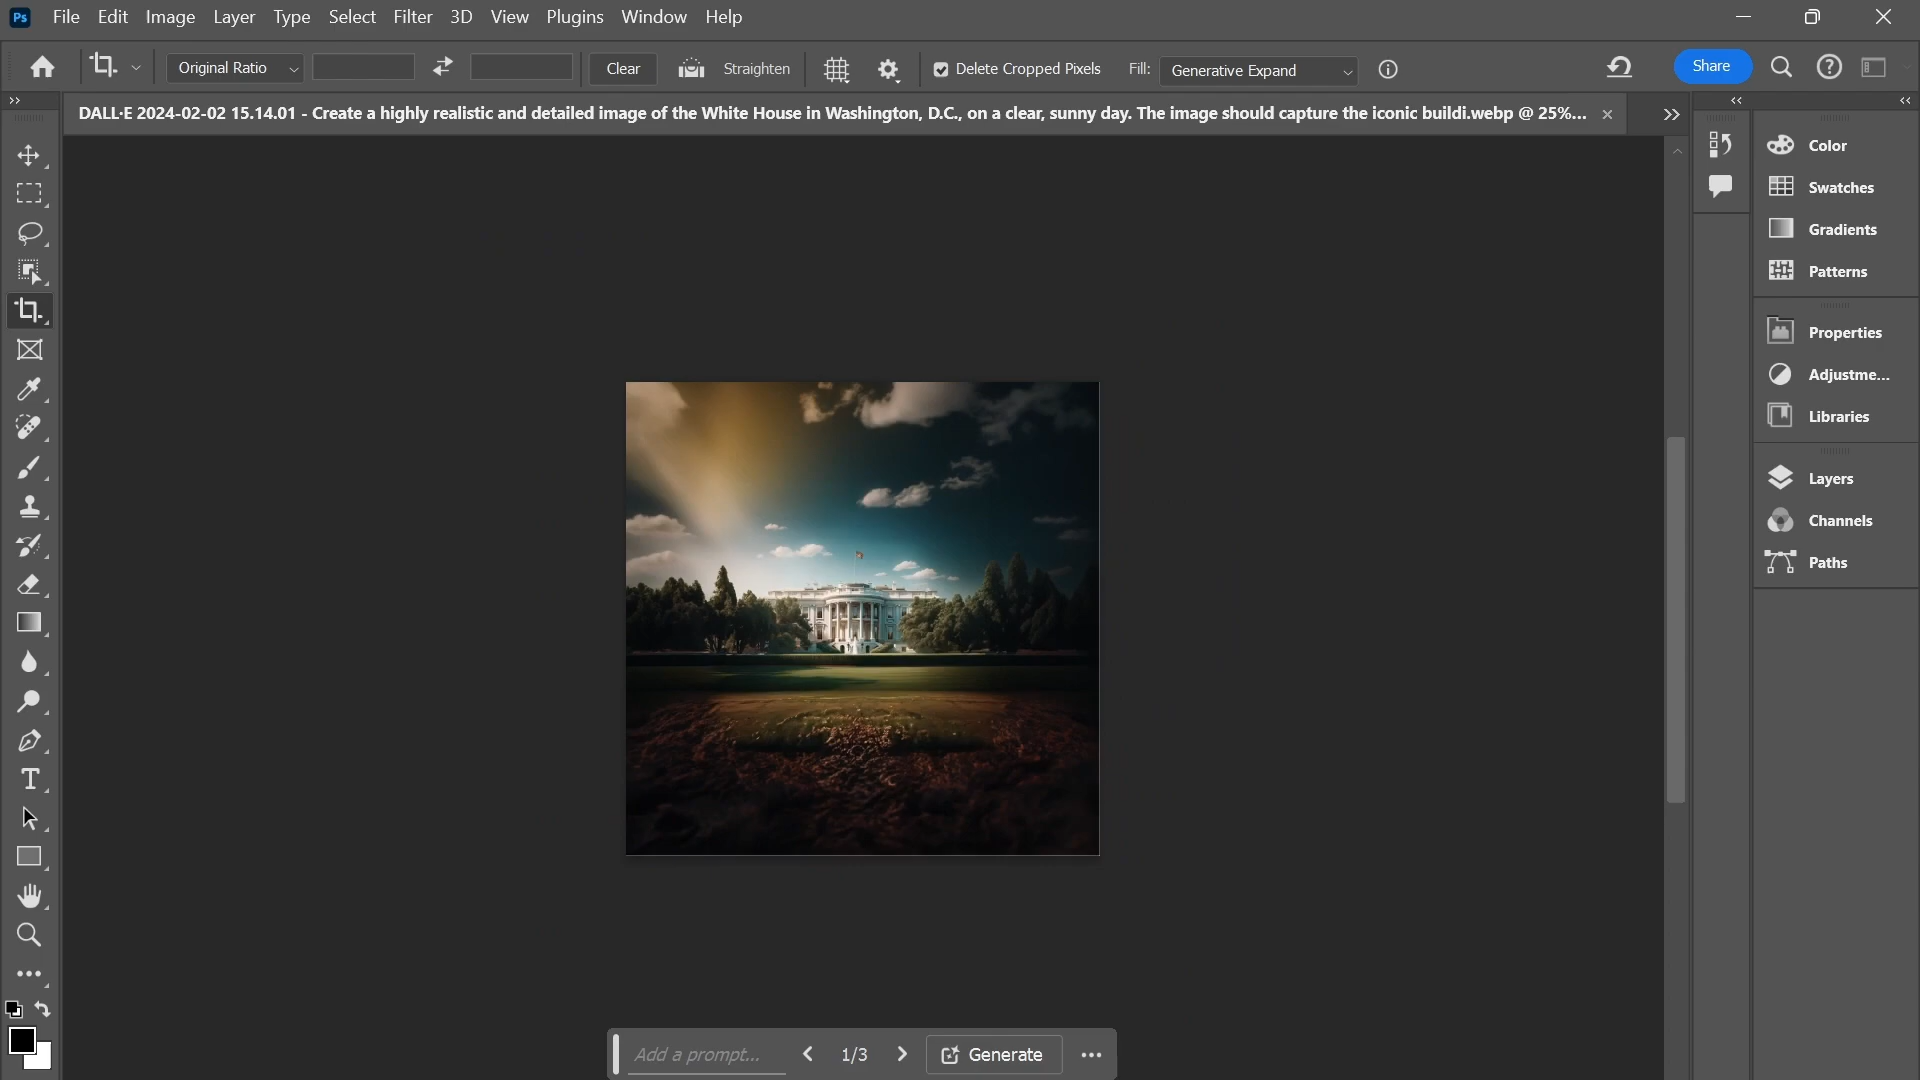 Ps File Edit Image Layer Type Select Filter 3D View Plugins Window Help
Original Ratio Clear Straighten Delete Cropped Pixels Fill: Generative Expand Share
DALL·E 2024-02-02 15.14.01 - Create a highly realistic and detailed image of the White House in Washington, D.C., on a clear, sunny day. The image should capture the iconic buildi.webp @ 25%...
Color
Swatches
Gradients
Patterns
Properties
Adjustme...
Libraries
Layers
Channels
Paths
Add a prompt... 1/3 Generate